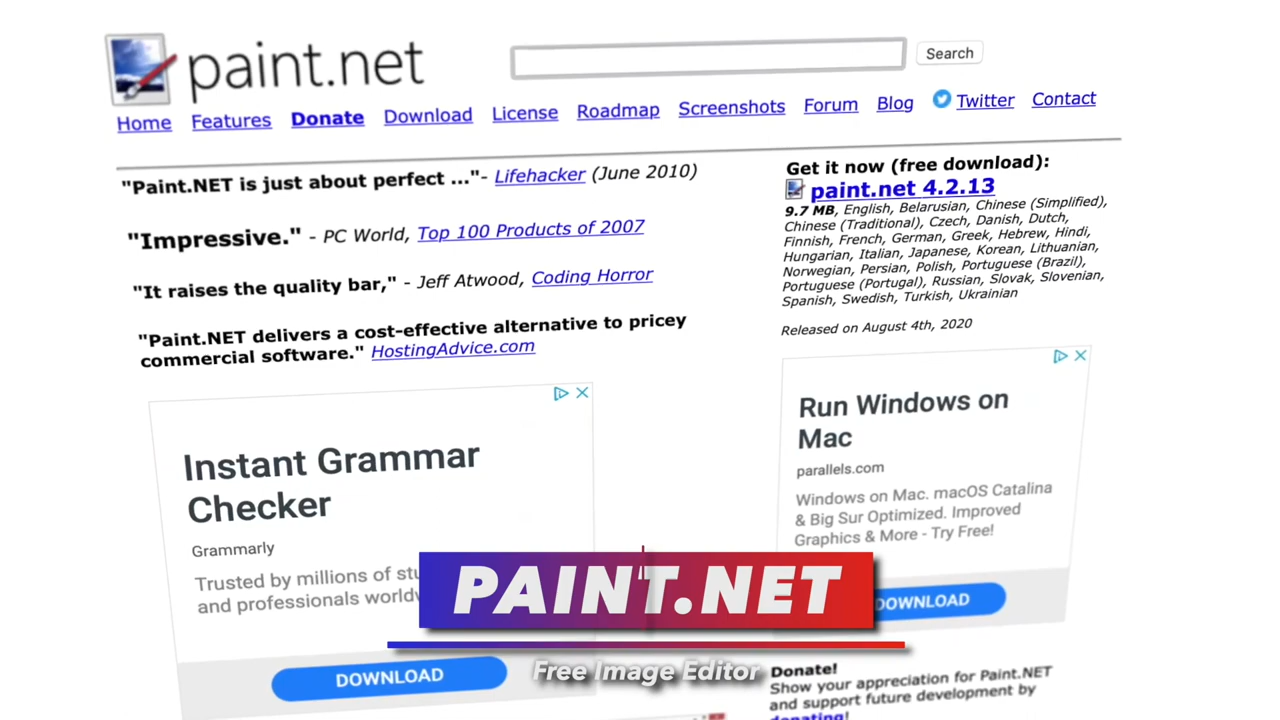 paint.net
Search
Home Features Donate Download License Roadmap Screenshots Forum Blog Twitter Contact
"Paint.NET is just about perfect ..."- Lifehacker (June 2010)
"Impressive." - PC World, Top 100 Products of 2007
"It raises the quality bar," - Jeff Atwood, Coding Horror
"Paint.NET delivers a cost-effective alternative to pricey
commercial software." HostingAdvice.com
Get it now (free download):
paint.net 4.2.13
9.7 MB, English, Belarusian, Chinese (Simplified),
Chinese (Traditional), Czech, Danish, Dutch,
Finnish, French, German, Greek, Hebrew, Hindi,
Hungarian, Italian, Japanese, Korean, Lithuanian,
Norwegian, Persian, Polish, Portuguese (Brazil),
Portuguese (Portugal), Russian, Slovak, Slovenian,
Spanish, Swedish, Turkish, Ukrainian
Released on August 4th, 2020
Instant Grammar
Checker
Grammarly
Trusted by millions of
and professionals
DOWNLOAD
Run Windows on
Mac
parallels.com
Windows on Mac. macOS Catalina
& Big Sur Optimized. Improved
Graphics & More - Try Free!
DOWNLOAD
PAINT.NET
Free Image Editor
Donate!
Show your appreciation for Paint.NET
and support future development by
donating!